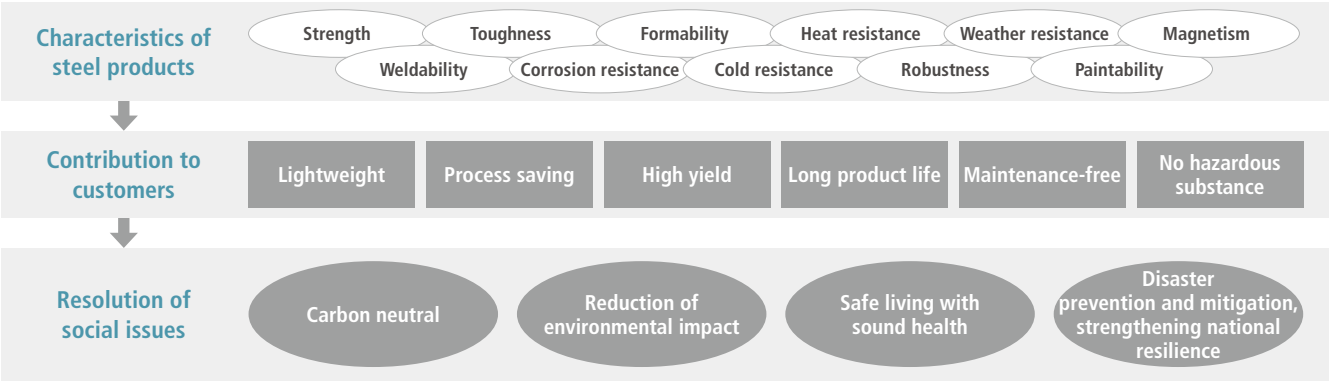 Characteristics of
steel products
Strength
Toughness
Formability
Heat resistance
Weather resistance
Magnetism
Weldability
Corrosion resistance
Cold resistance
Robustness
Paintability
Contribution to
customers
Lightweight
Process saving
High yield
Long product life
Maintenance-free
No hazardous
substance
Resolution of
social issues
Carbon neutral
Reduction of
environmental impact
Safe living with
sound health
Disaster
prevention and mitigation,
strengthening national
resilience